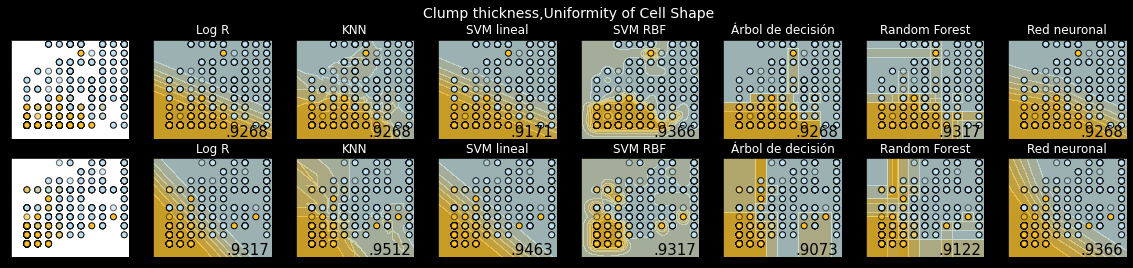 Clump thickness,Uniformity of Cell Shape
Log R KNN SVM lineal SVM RBF Árbol de decisión Random Forest Red neuronal
.9268 .9268 .9171 .9366 .9268 .9317 .9268
Log R KNN SVM lineal SVM RBF Árbol de decisión Random Forest Red neuronal
.9317 .9512 .9463 .9317 .9073 .9122 .9366